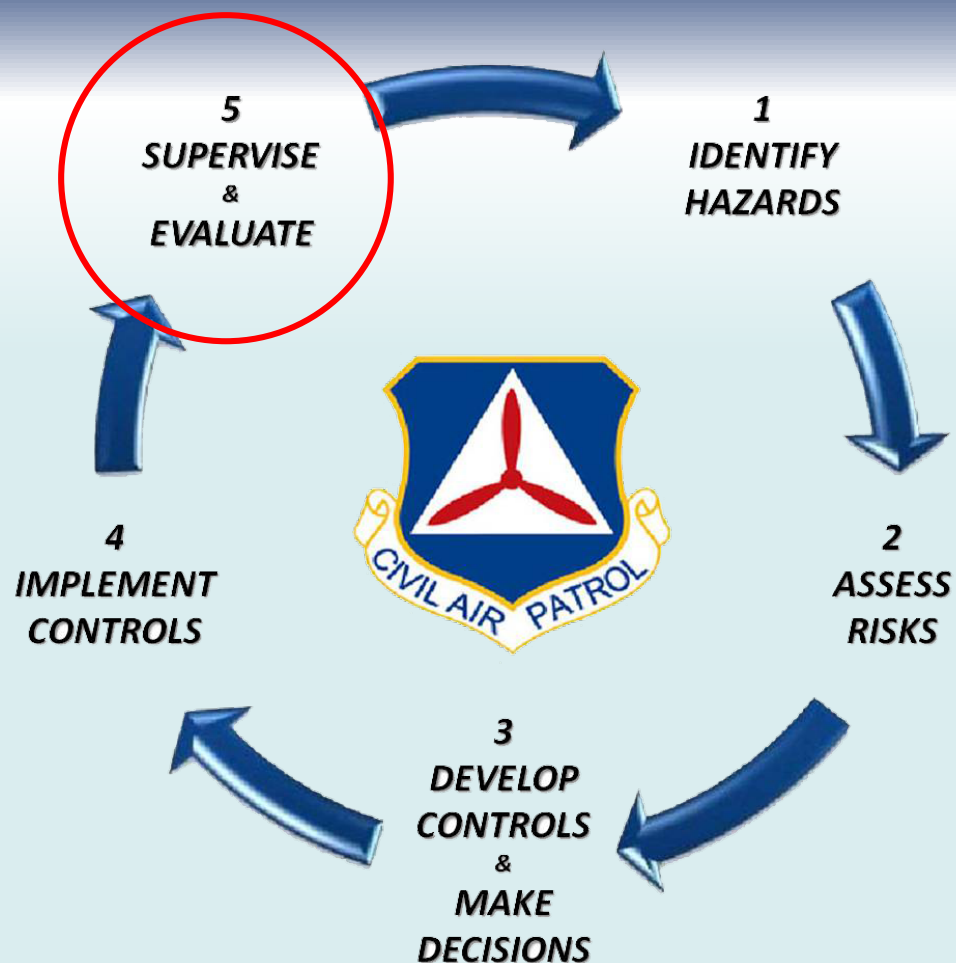 5
SUPERVISE
&
EVALUATE
1
IDENTIFY
HAZARDS
2
ASSESS
RISKS
3
DEVELOP
CONTROLS
&
MAKE
DECISIONS
4
IMPLEMENT
CONTROLS
CIVIL AIR PATROL